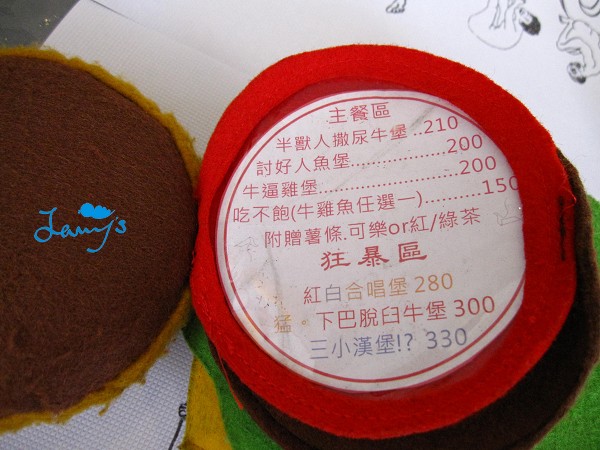 主餐區
半獸人撒尿牛堡..210
討好人魚堡..................200
牛逼雞堡.....................200
吃不飽(牛雞魚任選一)..........150
附贈薯條.可樂or紅/綠茶
狂暴區
紅白合唱堡 280
猛。下巴脫臼牛堡 300
三小漢堡!? 330